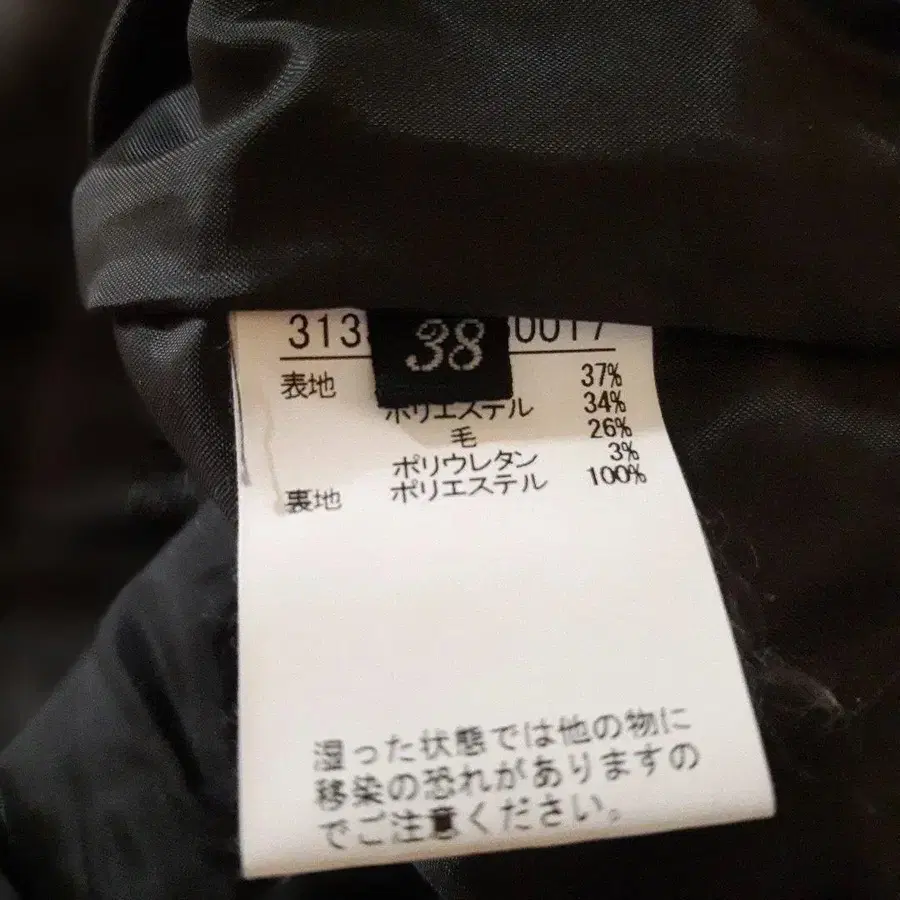 313 38 0017
表地 37%
ポリエステル 34%
毛 26%
ポリウレタン 3%
裏地 ポリエステル 100%
湿った状態では他の物に
移染の恐れがありますの
でご注意ください。